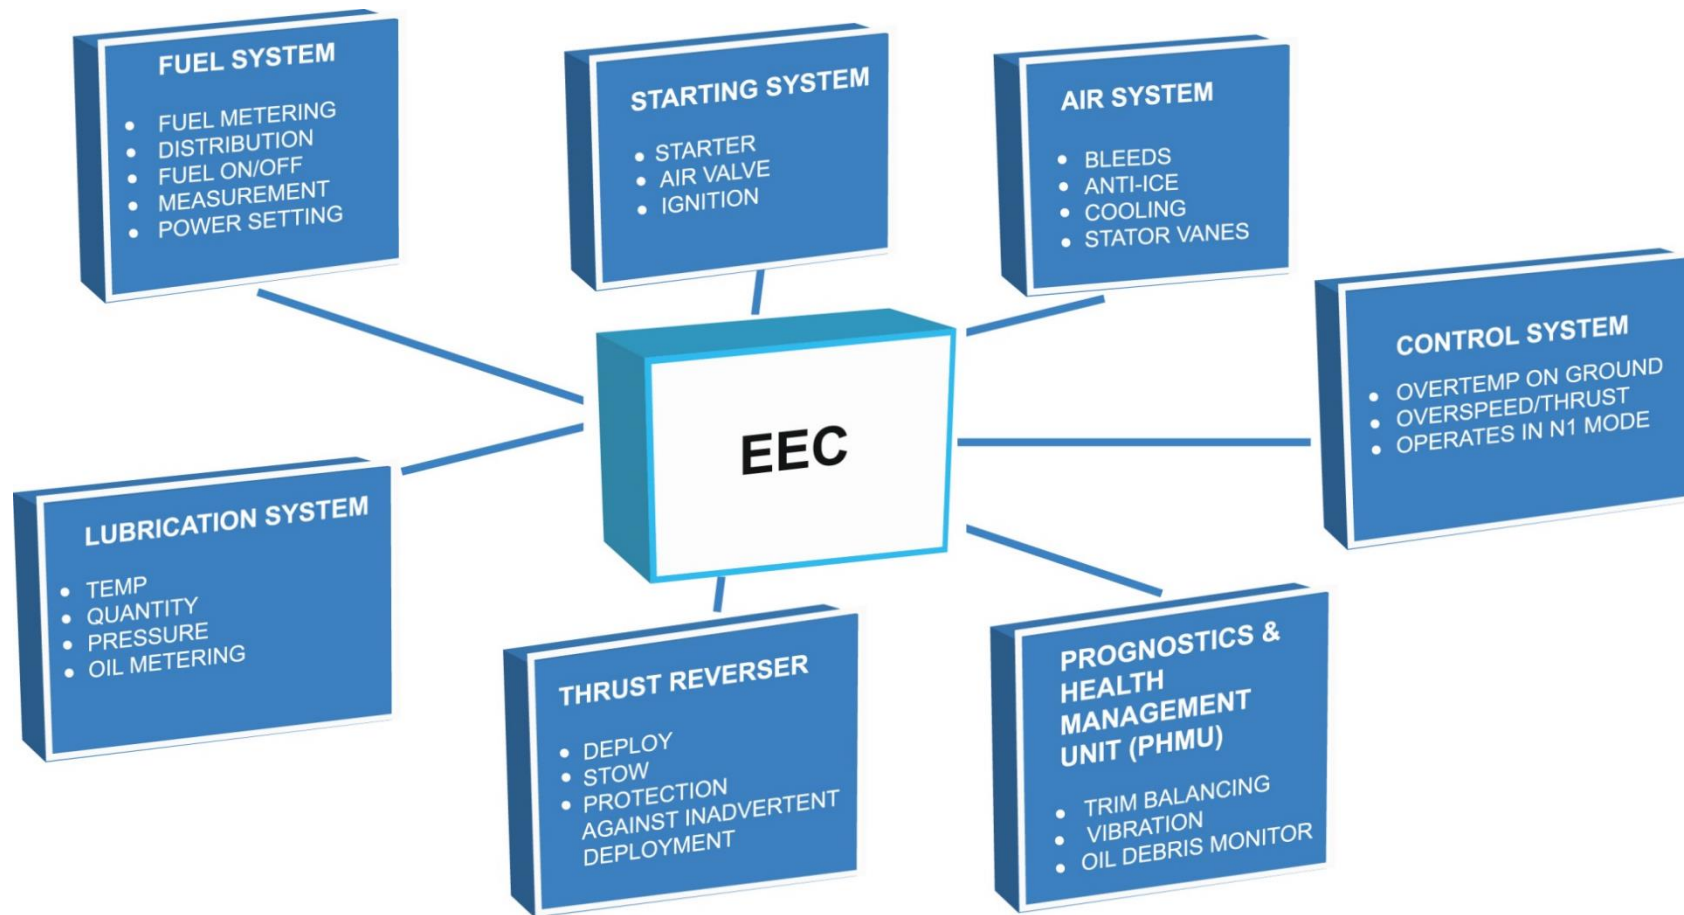 FUEL SYSTEM
• FUEL METERING
• DISTRIBUTION
• FUEL ON/OFF
• MEASUREMENT
• POWER SETTING
STARTING SYSTEM
• STARTER
• AIR VALVE
• IGNITION
AIR SYSTEM
• BLEEDS
• ANTI-ICE
• COOLING
• STATOR VANES
CONTROL SYSTEM
• OVERTEMP ON GROUND
• OVERSPEED/THRUST
• OPERATES IN N1 MODE
EEC
LUBRICATION SYSTEM
• TEMP
• QUANTITY
• PRESSURE
• OIL METERING
THRUST REVERSER
• DEPLOY
• STOW
• PROTECTION
AGAINST INADVERTENT
DEPLOYMENT
PROGNOSTICS &
HEALTH
MANAGEMENT
UNIT (PHMU)
• TRIM BALANCING
• VIBRATION
• OIL DEBRIS MONITOR